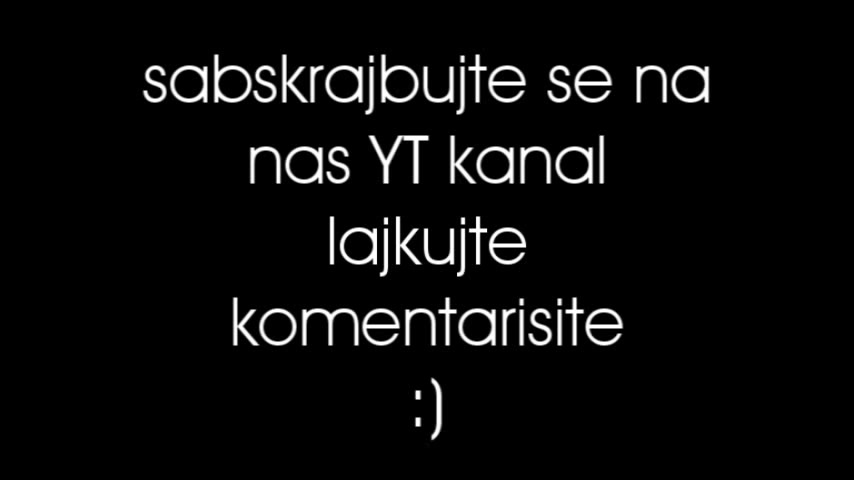 sabskrajbujte se na
nas YT kanal
lajkujte
komentarisite
:)